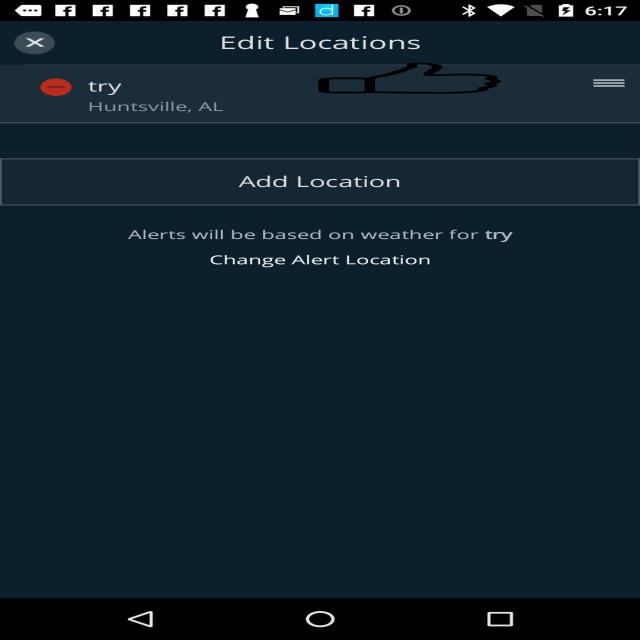 6:17
Edit Locations
try
Huntsville, AL
Add Location
Alerts will be based on weather for try
Change Alert Location